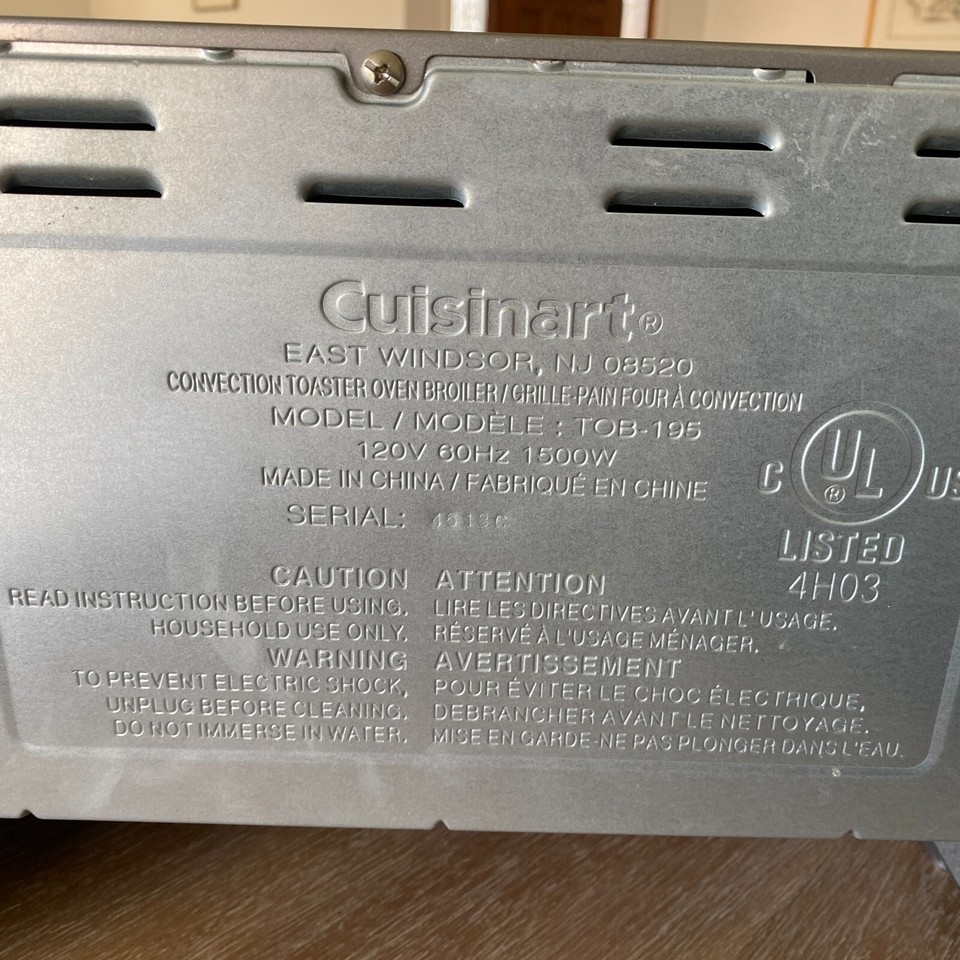 Cuisinart®
EAST WINDSOR, NJ 08520
CONVECTION TOASTER OVEN BROILER / GRILLE-PAIN FOUR À CONVECTION
MODEL / MODÈLE : TOB-195
120V 60Hz 1500W
MADE IN CHINA / FABRIQUÉ EN CHINE
SERIAL:
C UL® US
LISTED
4H03
CAUTION
READ INSTRUCTION BEFORE USING.
HOUSEHOLD USE ONLY.
WARNING
TO PREVENT ELECTRIC SHOCK,
UNPLUG BEFORE CLEANING.
DO NOT IMMERSE IN WATER.
ATTENTION
LIRE LES DIRECTIVES AVANT L'USAGE.
RÉSERVÉ À L'USAGE MÉNAGER.
AVERTISSEMENT
POUR ÉVITER LE CHOC ÉLECTRIQUE,
DEBRANCHER AVANT LE NETTOYAGE.
MISE EN GARDE-NE PAS PLONGER DANS L'EAU.